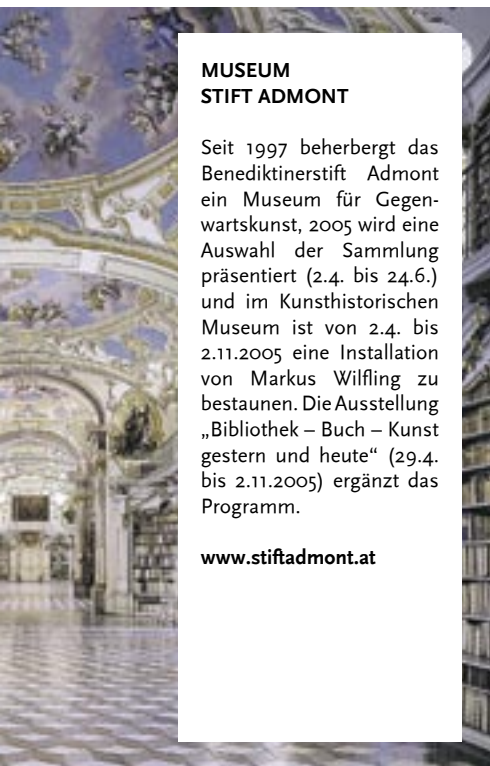 MUSEUM
STIFT ADMONT
Seit 1997 beherbergt das
Benediktinerstift Admont
ein Museum für Gegen-
wartskunst, 2005 wird eine
Auswahl der Sammlung
präsentiert (2.4. bis 24.6.)
und im Kunsthistorischen
Museum ist von 2.4. bis
2.11.2005 eine Installation
von Markus Wilfling zu
bestaunen. Die Ausstellung
„Bibliothek – Buch – Kunst
gestern und heute“ (29.4.
bis 2.11.2005) ergänzt das
Programm.
www.stiftadmont.at